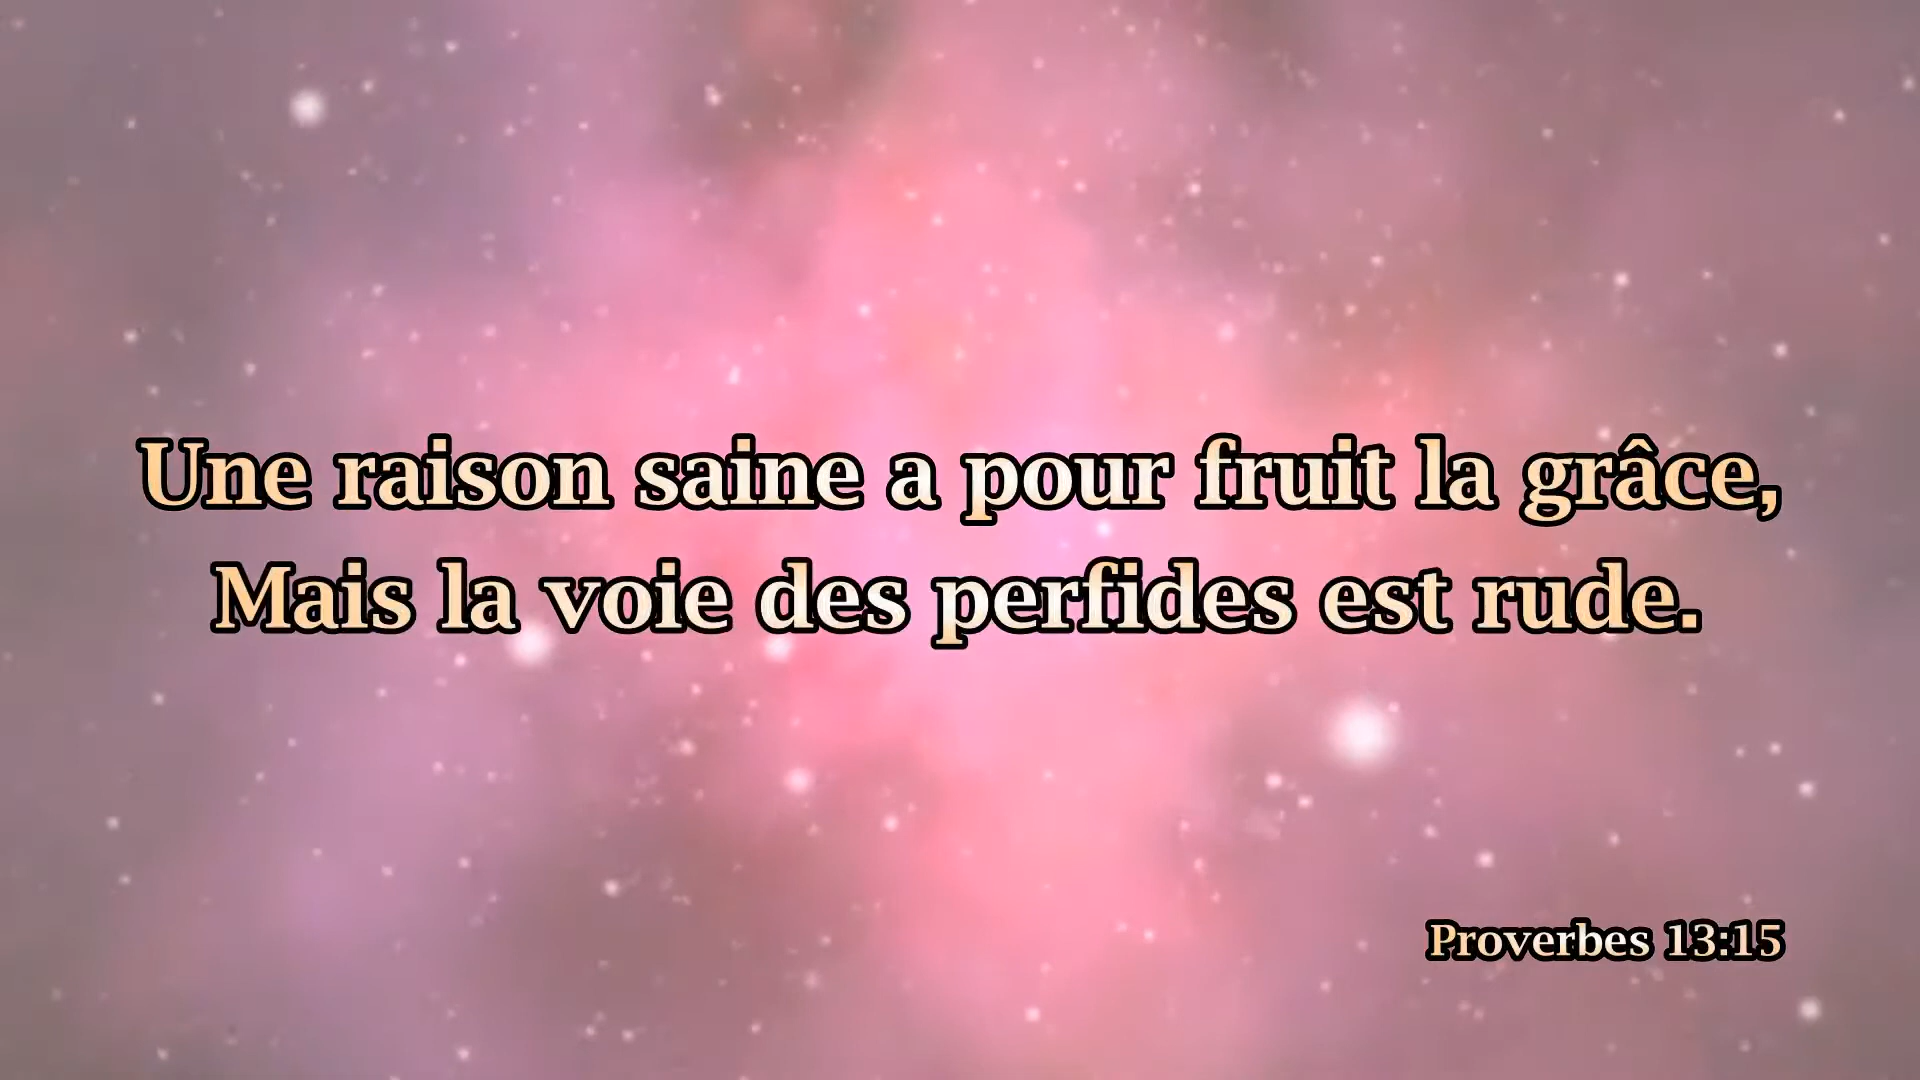 Une raison saine a pour fruit la grâce,
Mais la voie des perfides est rude.
Proverbes 13:15